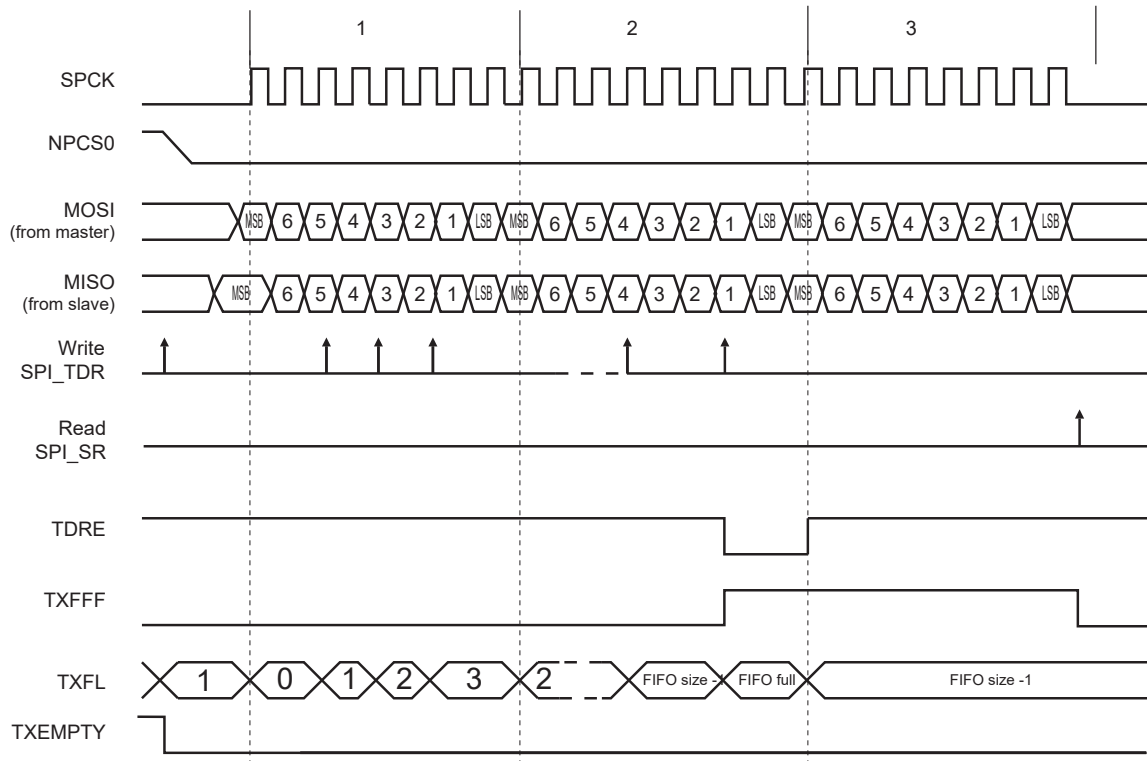 1 2 3
SPCK
NPCS0
MOSI
(from master)
MSB 6 5 4 3 2 1 LSB MSB 6 5 4 3 2 1 LSB MSB 6 5 4 3 2 1 LSB
MISO
(from slave)
MSB 6 5 4 3 2 1 LSB MSB 6 5 4 3 2 1 LSB MSB 6 5 4 3 2 1 LSB
Write
SPI_TDR
Read
SPI_SR
TDRE
TXFFF
TXFL 1 0 1 2 3 2 FIFO size -1 FIFO full FIFO size -1
TXEMPTY